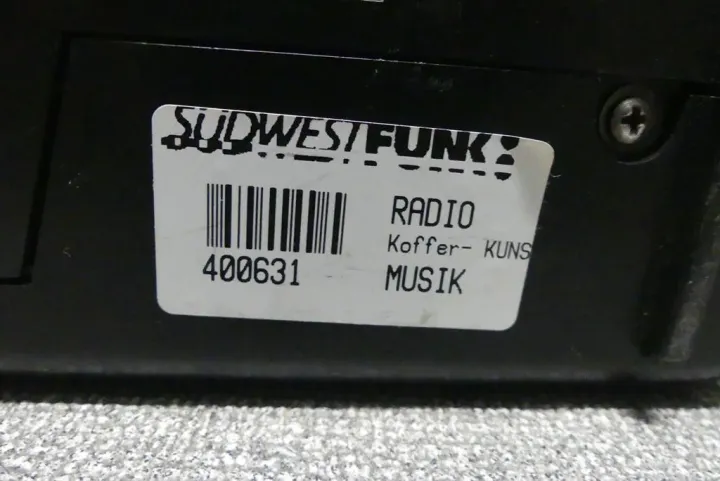 SÜDWESTFUNK
RADIO
Koffer- KUNS
400631
MUSIK